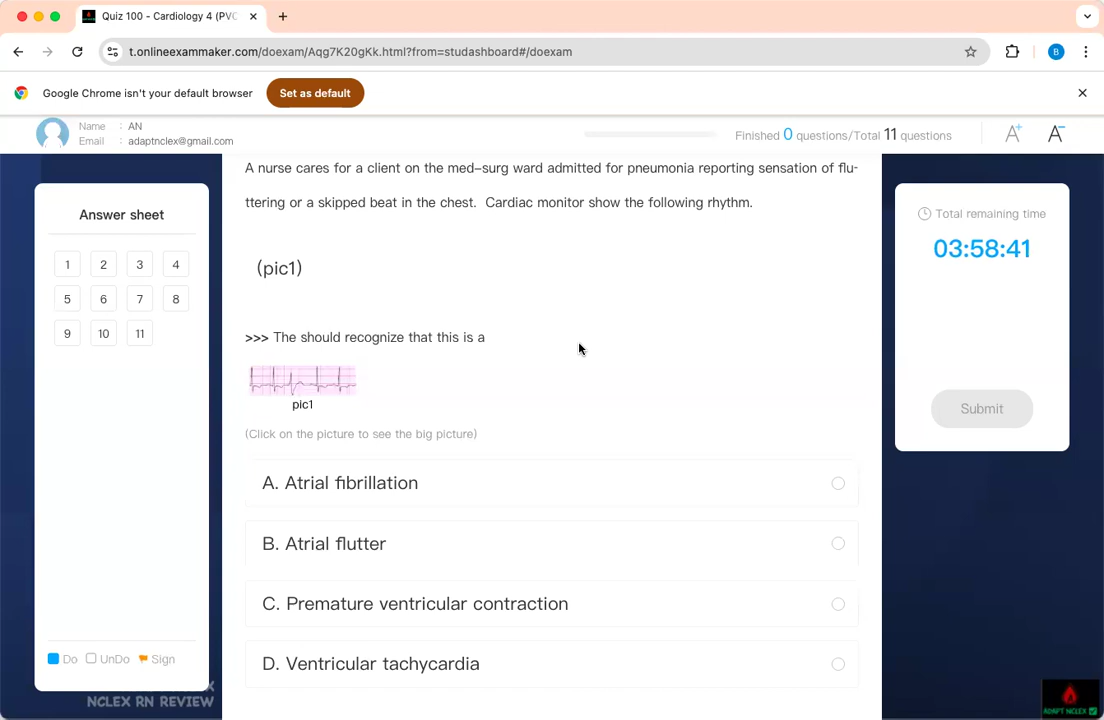 Quiz 100 - Cardiology 4 (PVC
t.onlineexammaker.com/doexam/Aqg7K20gKk.html?from=studashboard#/doexam
B
Google Chrome isn't your default browser
Set as default
Name : AN
Email : adaptnclex@gmail.com
Finished 0 questions/Total 11 questions
A+ A-
Answer sheet
1 2 3 4
5 6 7 8
9 10 11
Do UnDo Sign
NCLEX RN REVIEW
A nurse cares for a client on the med-surg ward admitted for pneumonia reporting sensation of flu-
ttering or a skipped beat in the chest. Cardiac monitor show the following rhythm.
(pic1)
>>> The should recognize that this is a
pic1
(Click on the picture to see the big picture)
A. Atrial fibrillation
B. Atrial flutter
C. Premature ventricular contraction
D. Ventricular tachycardia
Total remaining time
03:58:41
Submit
ADAPT NCLEX